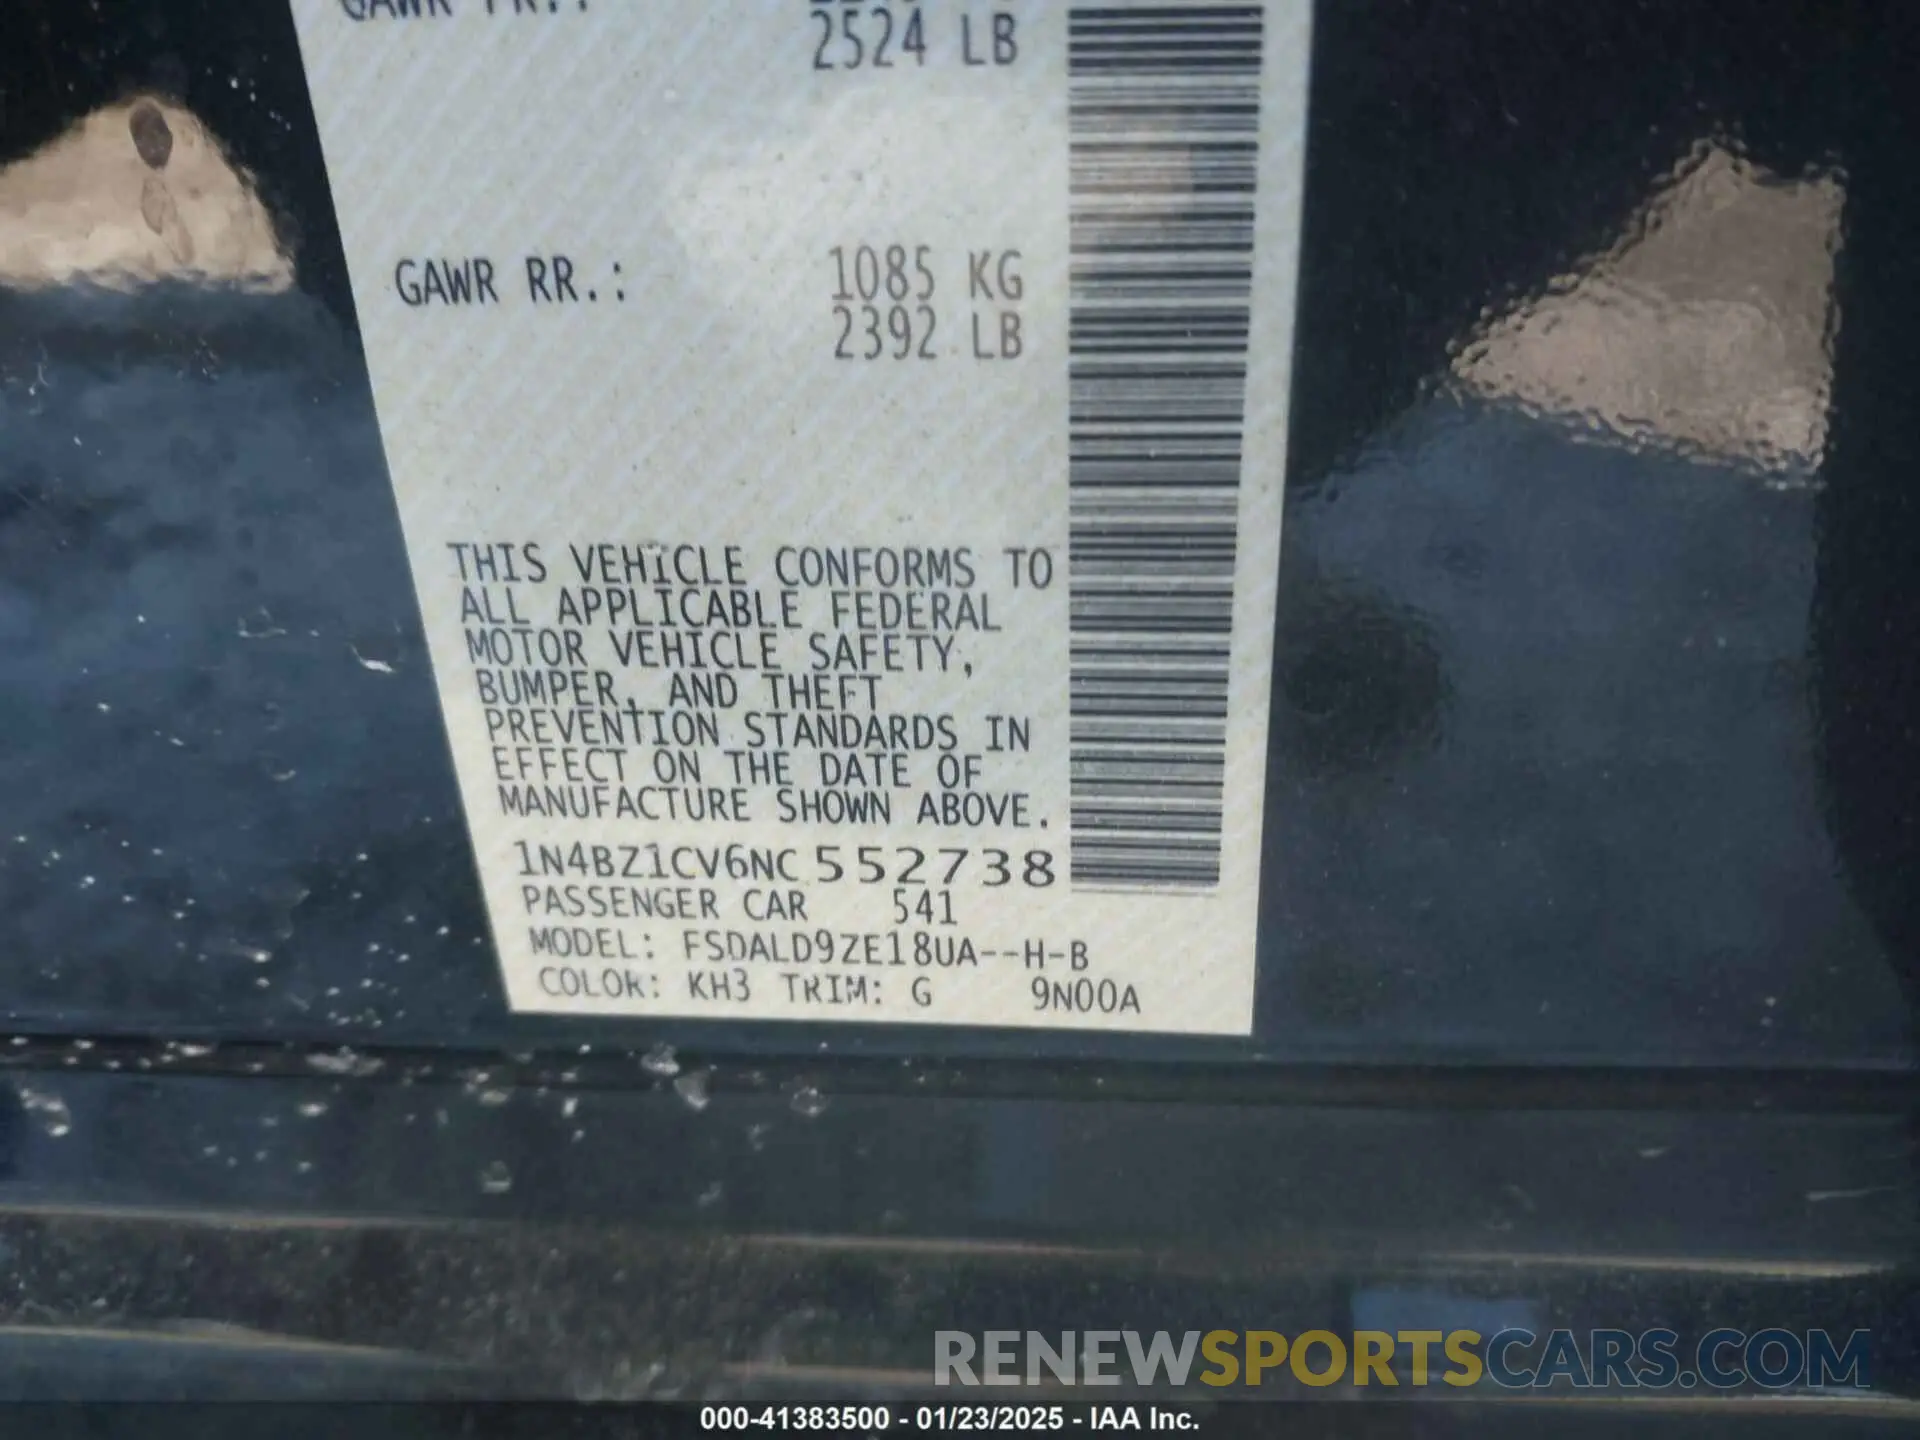 GAWR FR.:
2524 LB
GAWR RR.: 1085 KG
2392 LB
THIS VEHICLE CONFORMS TO
ALL APPLICABLE FEDERAL
MOTOR VEHICLE SAFETY,
BUMPER, AND THEFT
PREVENTION STANDARDS IN
EFFECT ON THE DATE OF
MANUFACTURE SHOWN ABOVE.
1N4BZ1CV6NC552738
PASSENGER CAR 541
MODEL: FSDALD9ZE18UA--H-B
COLOR: KH3 TRIM: G 9N00A
RENEWSPORTSCARS.COM
000-41383500 - 01/23/2025 - IAA Inc.